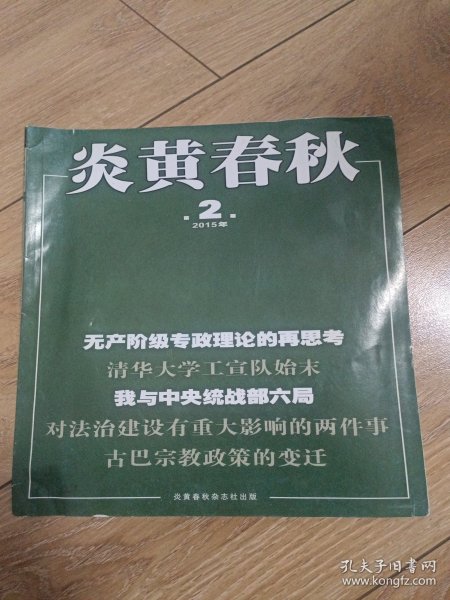 炎黄春秋
.2.
2015年
无产阶级专政理论的再思考
清华大学工宣队始末
我与中央统战部六局
对法治建设有重大影响的两件事
古巴宗教政策的变迁
炎黄春秋杂志社出版
孔夫子旧书网
www.kongfz.com